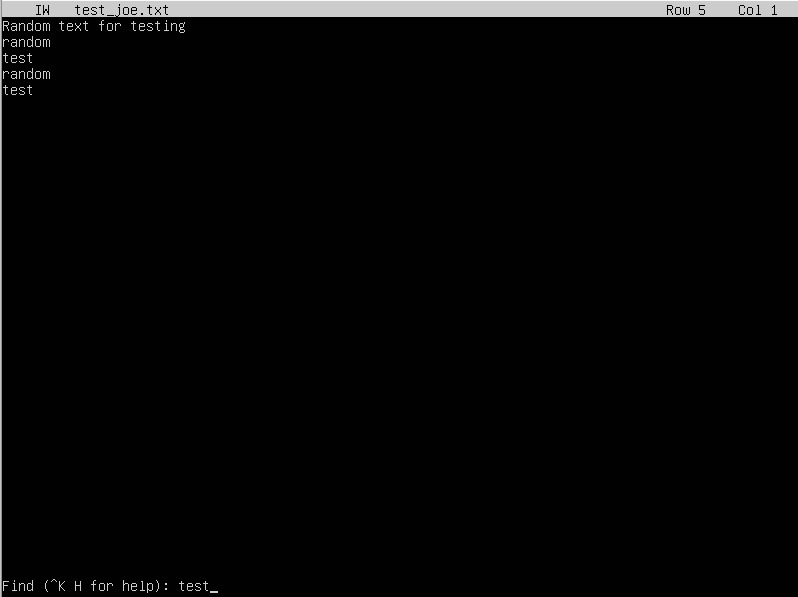 IW   test_joe.txt   Row 5   Col 1
Random text for testing
random
test
random
test
Find (^K H for help): test_